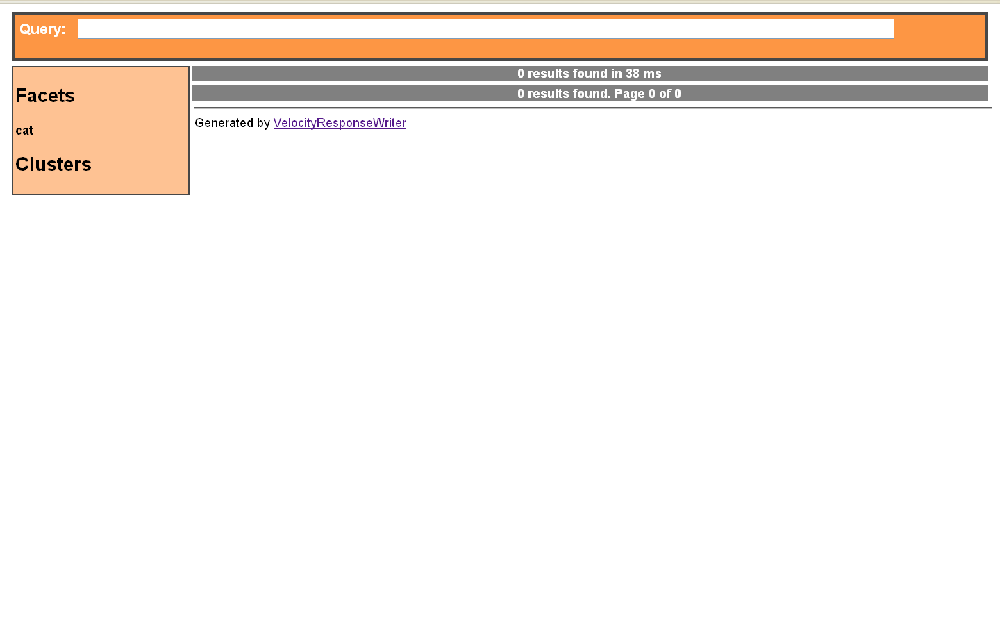 Query:
Facets
cat
Clusters
0 results found in 38 ms
0 results found. Page 0 of 0
Generated by VelocityResponseWriter